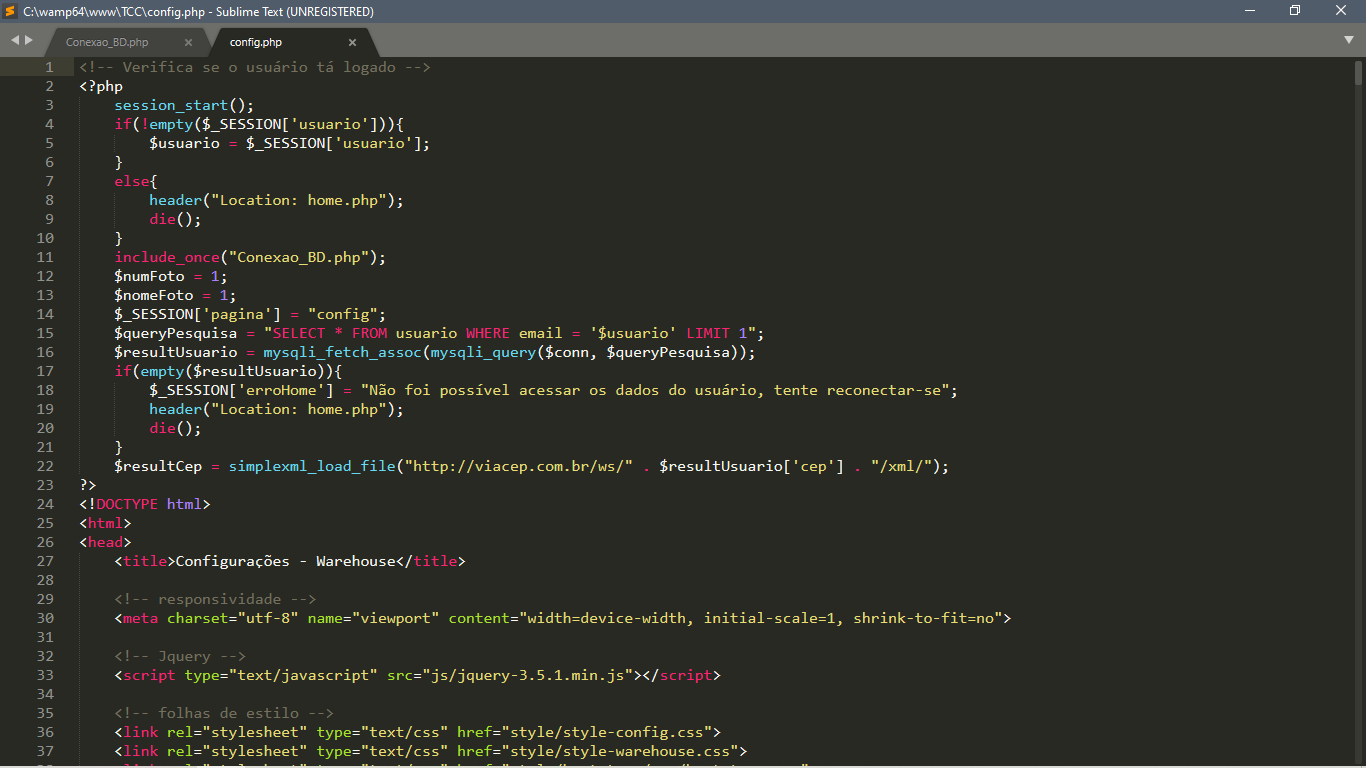 C:\wamp64\www\TCC\config.php - Sublime Text (UNREGISTERED)
Conexao_BD.php
config.php
1 <!-- Verifica se o usuário tá logado -->
2 <?php
3 session_start();
4 if(!empty($_SESSION['usuario'])){
5 $usuario = $_SESSION['usuario'];
6 }
7 else{
8 header("Location: home.php");
9 die();
10 }
11 include_once("Conexao_BD.php");
12 $numFoto = 1;
13 $nomeFoto = 1;
14 $_SESSION['pagina'] = "config";
15 $queryPesquisa = "SELECT * FROM usuario WHERE email = '$usuario' LIMIT 1";
16 $resultUsuario = mysqli_fetch_assoc(mysqli_query($conn, $queryPesquisa));
17 if(empty($resultUsuario)){
18 $_SESSION['erroHome'] = "Não foi possível acessar os dados do usuário, tente reconectar-se";
19 header("Location: home.php");
20 die();
21 }
22 $resultCep = simplexml_load_file("http://viacep.com.br/ws/" . $resultUsuario['cep'] . "/xml/");
23 ?>
24 <!DOCTYPE html>
25 <html>
26 <head>
27 <title>Configurações - Warehouse</title>
28
29 <!-- responsividade -->
30 <meta charset="utf-8" name="viewport" content="width=device-width, initial-scale=1, shrink-to-fit=no">
31
32 <!-- Jquery -->
33 <script type="text/javascript" src="js/jquery-3.5.1.min.js"></script>
34
35 <!-- folhas de estilo -->
36 <link rel="stylesheet" type="text/css" href="style/style-config.css">
37 <link rel="stylesheet" type="text/css" href="style/style-warehouse.css">